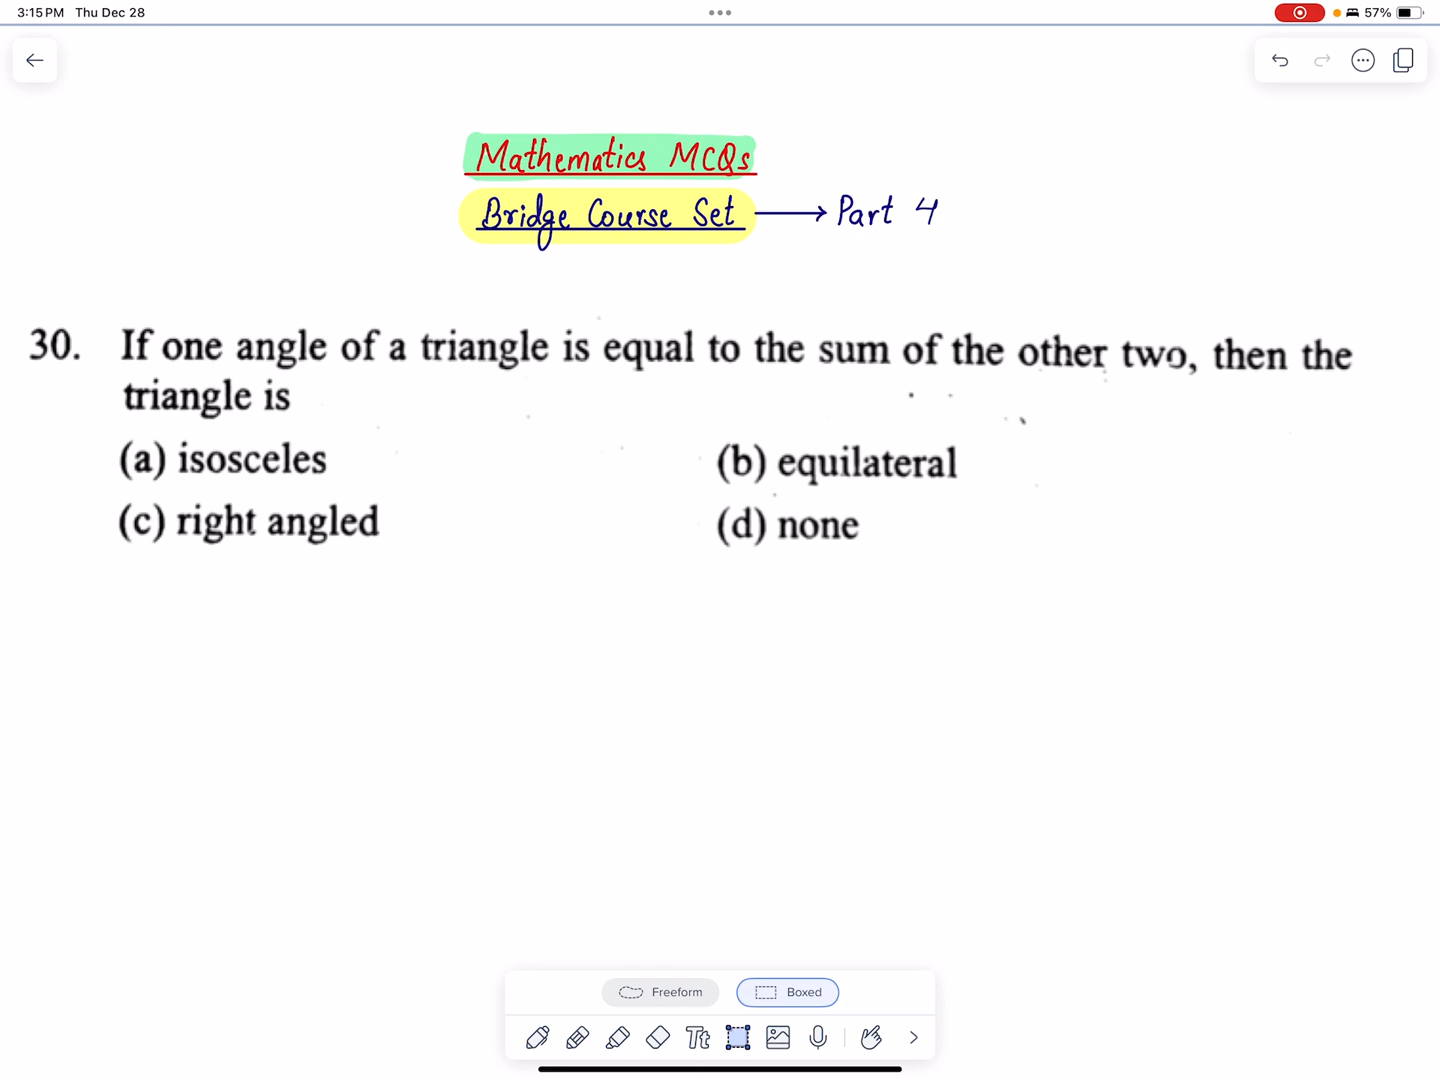 3:15 PM Thu Dec 28
57%
Mathematics MCQs
Bridge Course Set → Part 4
30. If one angle of a triangle is equal to the sum of the other two, then the
triangle is
(a) isosceles (b) equilateral
(c) right angled (d) none
Freeform Boxed
Tt